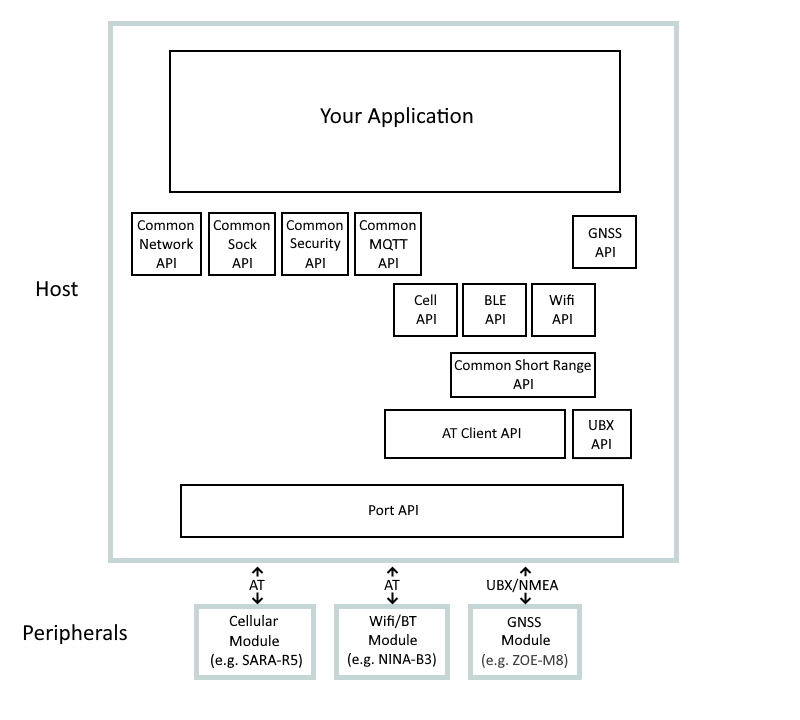 Your Application
Common
Network
API
Common
Sock
API
Common
Security
API
Common
MQTT
API
GNSS
API
Host
Cell
API
BLE
API
Wifi
API
Common Short Range
API
AT Client API
UBX
API
Port API
AT
AT
UBX/NMEA
Peripherals
Cellular
Module
(e.g. SARA-R5)
Wifi/BT
Module
(e.g. NINA-B3)
GNSS
Module
(e.g. ZOE-M8)